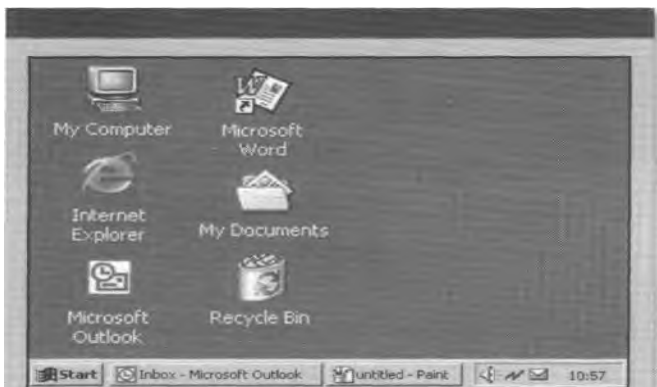 My Computer
Microsoft
Word
Internet
Explorer
My Documents
Microsoft
Outlook
Recycle Bin
Start
Inbox - Microsoft Outlook
untitled - Paint
10:57